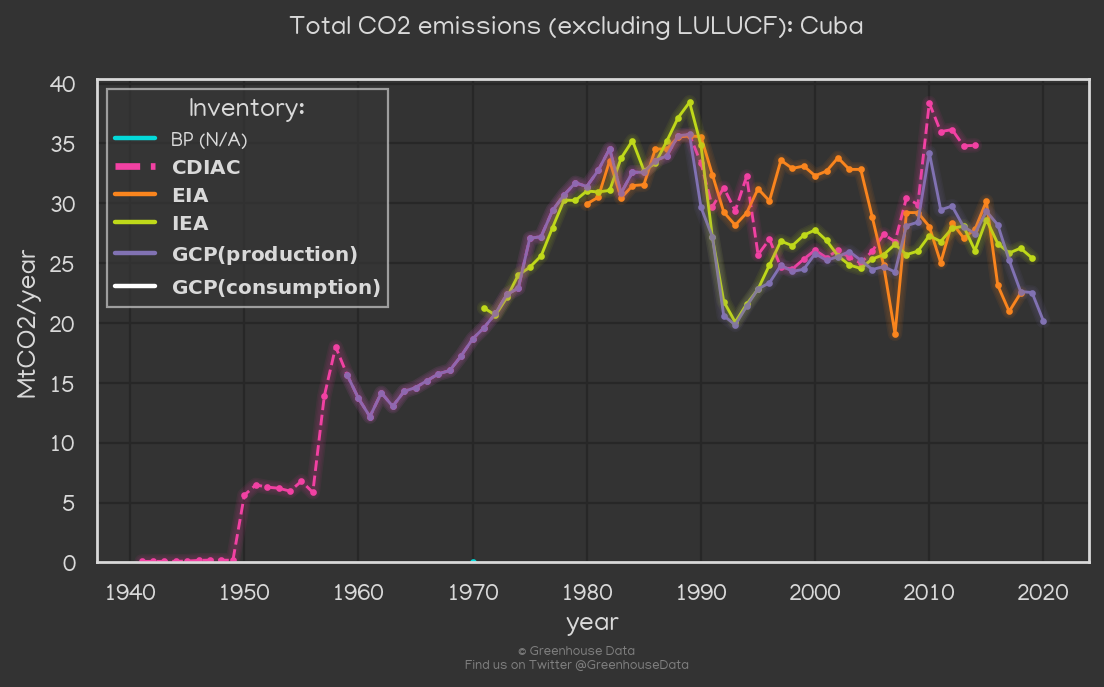 Total CO2 emissions (excluding LULUCF): Cuba
40
35
30
25
20
15
10
5
0
MtCO2/year
Inventory:
BP (N/A)
CDIAC
EIA
IEA
GCP(production)
GCP(consumption)
1940 1950 1960 1970 1980 1990 2000 2010 2020
year
© Greenhouse Data
Find us on Twitter @GreenhouseData